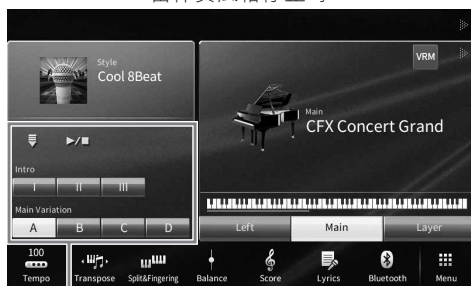 Style
Cool 8Beat
VRM
Main
CFX Concert Grand
Intro
I II III
Main Variation
A B C D
Left Main Layer
100
Tempo Transpose Split&Fingering Balance Score Lyrics Bluetooth Menu